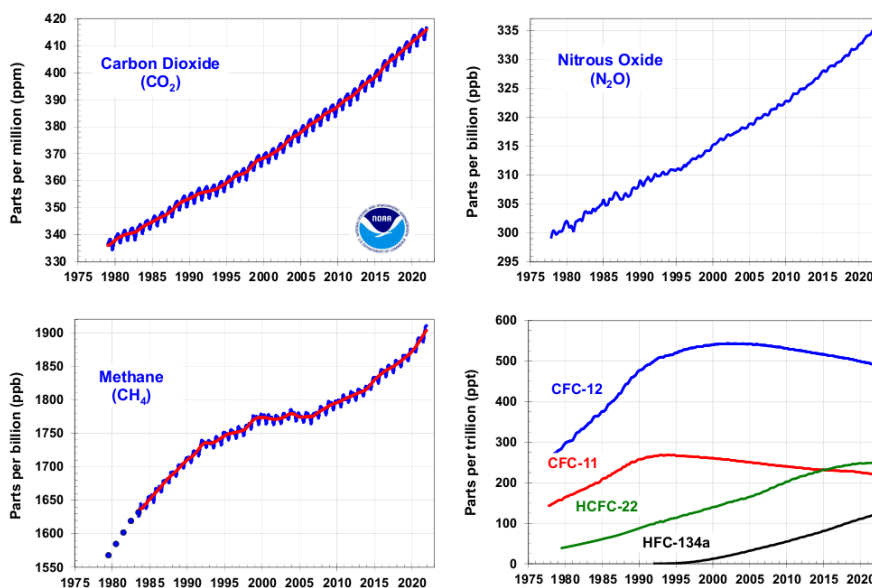 420
410
400
390
380
370
360
350
340
330
Parts per million (ppm)
Carbon Dioxide
(CO₂)
NOAA
1975 1980 1985 1990 1995 2000 2005 2010 2015 2020
335
330
325
320
315
310
305
300
295
Parts per billion (ppb)
Nitrous Oxide
(N₂O)
1975 1980 1985 1990 1995 2000 2005 2010 2015 2020
1900
1850
1800
1750
1700
1650
1600
1550
Parts per billion (ppb)
Methane
(CH₄)
1975 1980 1985 1990 1995 2000 2005 2010 2015 2020
600
500
400
300
200
100
0
Parts per trillion (ppt)
CFC-12
CFC-11
HCFC-22
HFC-134a
1975 1980 1985 1990 1995 2000 2005 2010 2015 2020